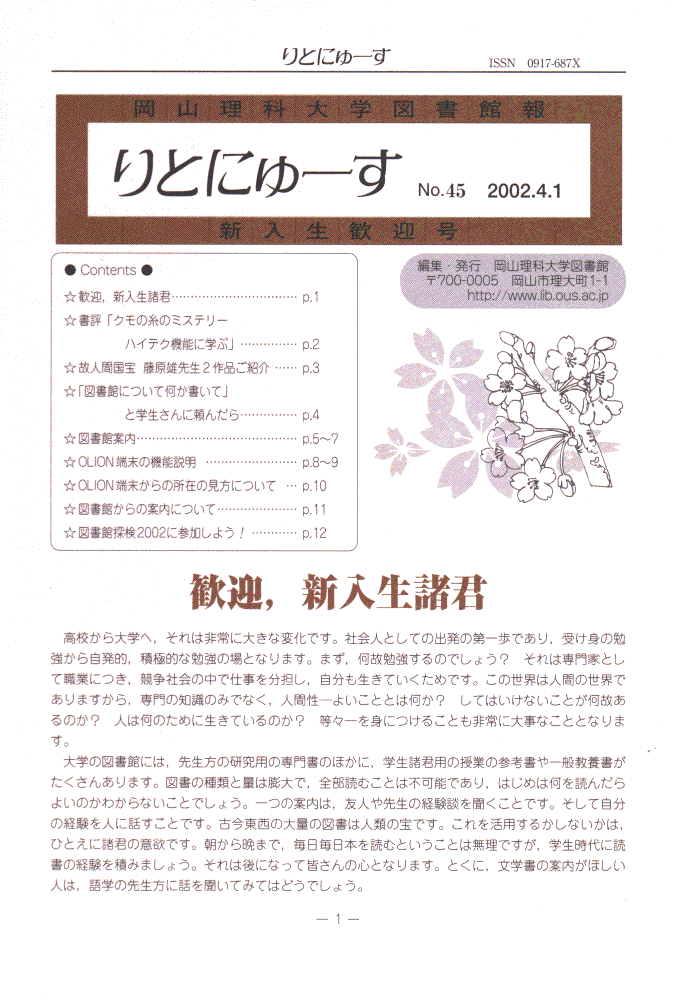 りとにゅーす
ISSN 0917-687X
岡山理科大学図書館報
りとにゅーす No.45 2002.4.1
新入生歓迎号
● Contents ●
☆歓迎，新入生諸君………………………… p.1
☆書評「クモの糸のミステリー
ハイテク機能に学ぶ」…………… p.2
☆故人間国宝 藤原雄先生２作品ご紹介 …… p.3
☆「図書館について何か書いて」
と学生さんに頼んだら…………… p.4
☆図書館案内………………………………… p.5〜7
☆OLION端末の機能説明 ………………… p.8〜9
☆OLION端末からの所在の見方について … p.10
☆図書館からの案内について……………… p.11
☆図書館探検2002に参加しよう！ ………… p.12
編集・発行 岡山理科大学図書館
〒700-0005 岡山市理大町1-1
http://www.lib.ous.ac.jp
歓迎，新入生諸君
高校から大学へ，それは非常に大きな変化です。社会人としての出発の第一歩であり，受け身の勉
強から自発的，積極的な勉強の場となります。まず，何故勉強するのでしょう？ それは専門家とし
て職業につき，競争社会の中で仕事を分担し，自分も生きていくためです。この世界は人間の世界で
ありますから，専門の知識のみでなく，人間性―よいこととは何か？ してはいけないことが何故あ
るのか？ 人は何のために生きているのか？ 等々―を身につけることも非常に大事なこととなりま
す。
大学の図書館には，先生方の研究用の専門書のほかに，学生諸君用の授業の参考書や一般教養書が
たくさんあります。図書の種類と量は膨大で，全部読むことは不可能であり，はじめは何を読んだら
よいのかわからないことでしょう。一つの案内は，友人や先生の経験談を聞くことです。そして自分
の経験を人に話すことです。古今東西の大量の図書は人類の宝です。これを活用するかしないかは，
ひとえに諸君の意欲です。朝から晩まで，毎日毎日本を読むということは無理ですが，学生時代に読
書の経験を積みましょう。それは後になって皆さんの心となります。とくに，文学書の案内がほしい
人は，語学の先生方に話を聞いてみてはどうでしょう。
― 1 ―